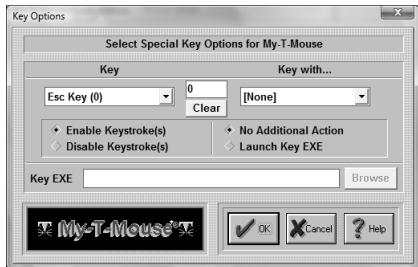 Key Options
Select Special Key Options for My-T-Mouse
Key
Key with...
Esc Key (0)
0
[None]
Clear
Enable Keystroke(s)
No Additional Action
Disable Keystroke(s)
Launch Key EXE
Key EXE
Browse
My-T-Mouse®
OK
Cancel
? Help